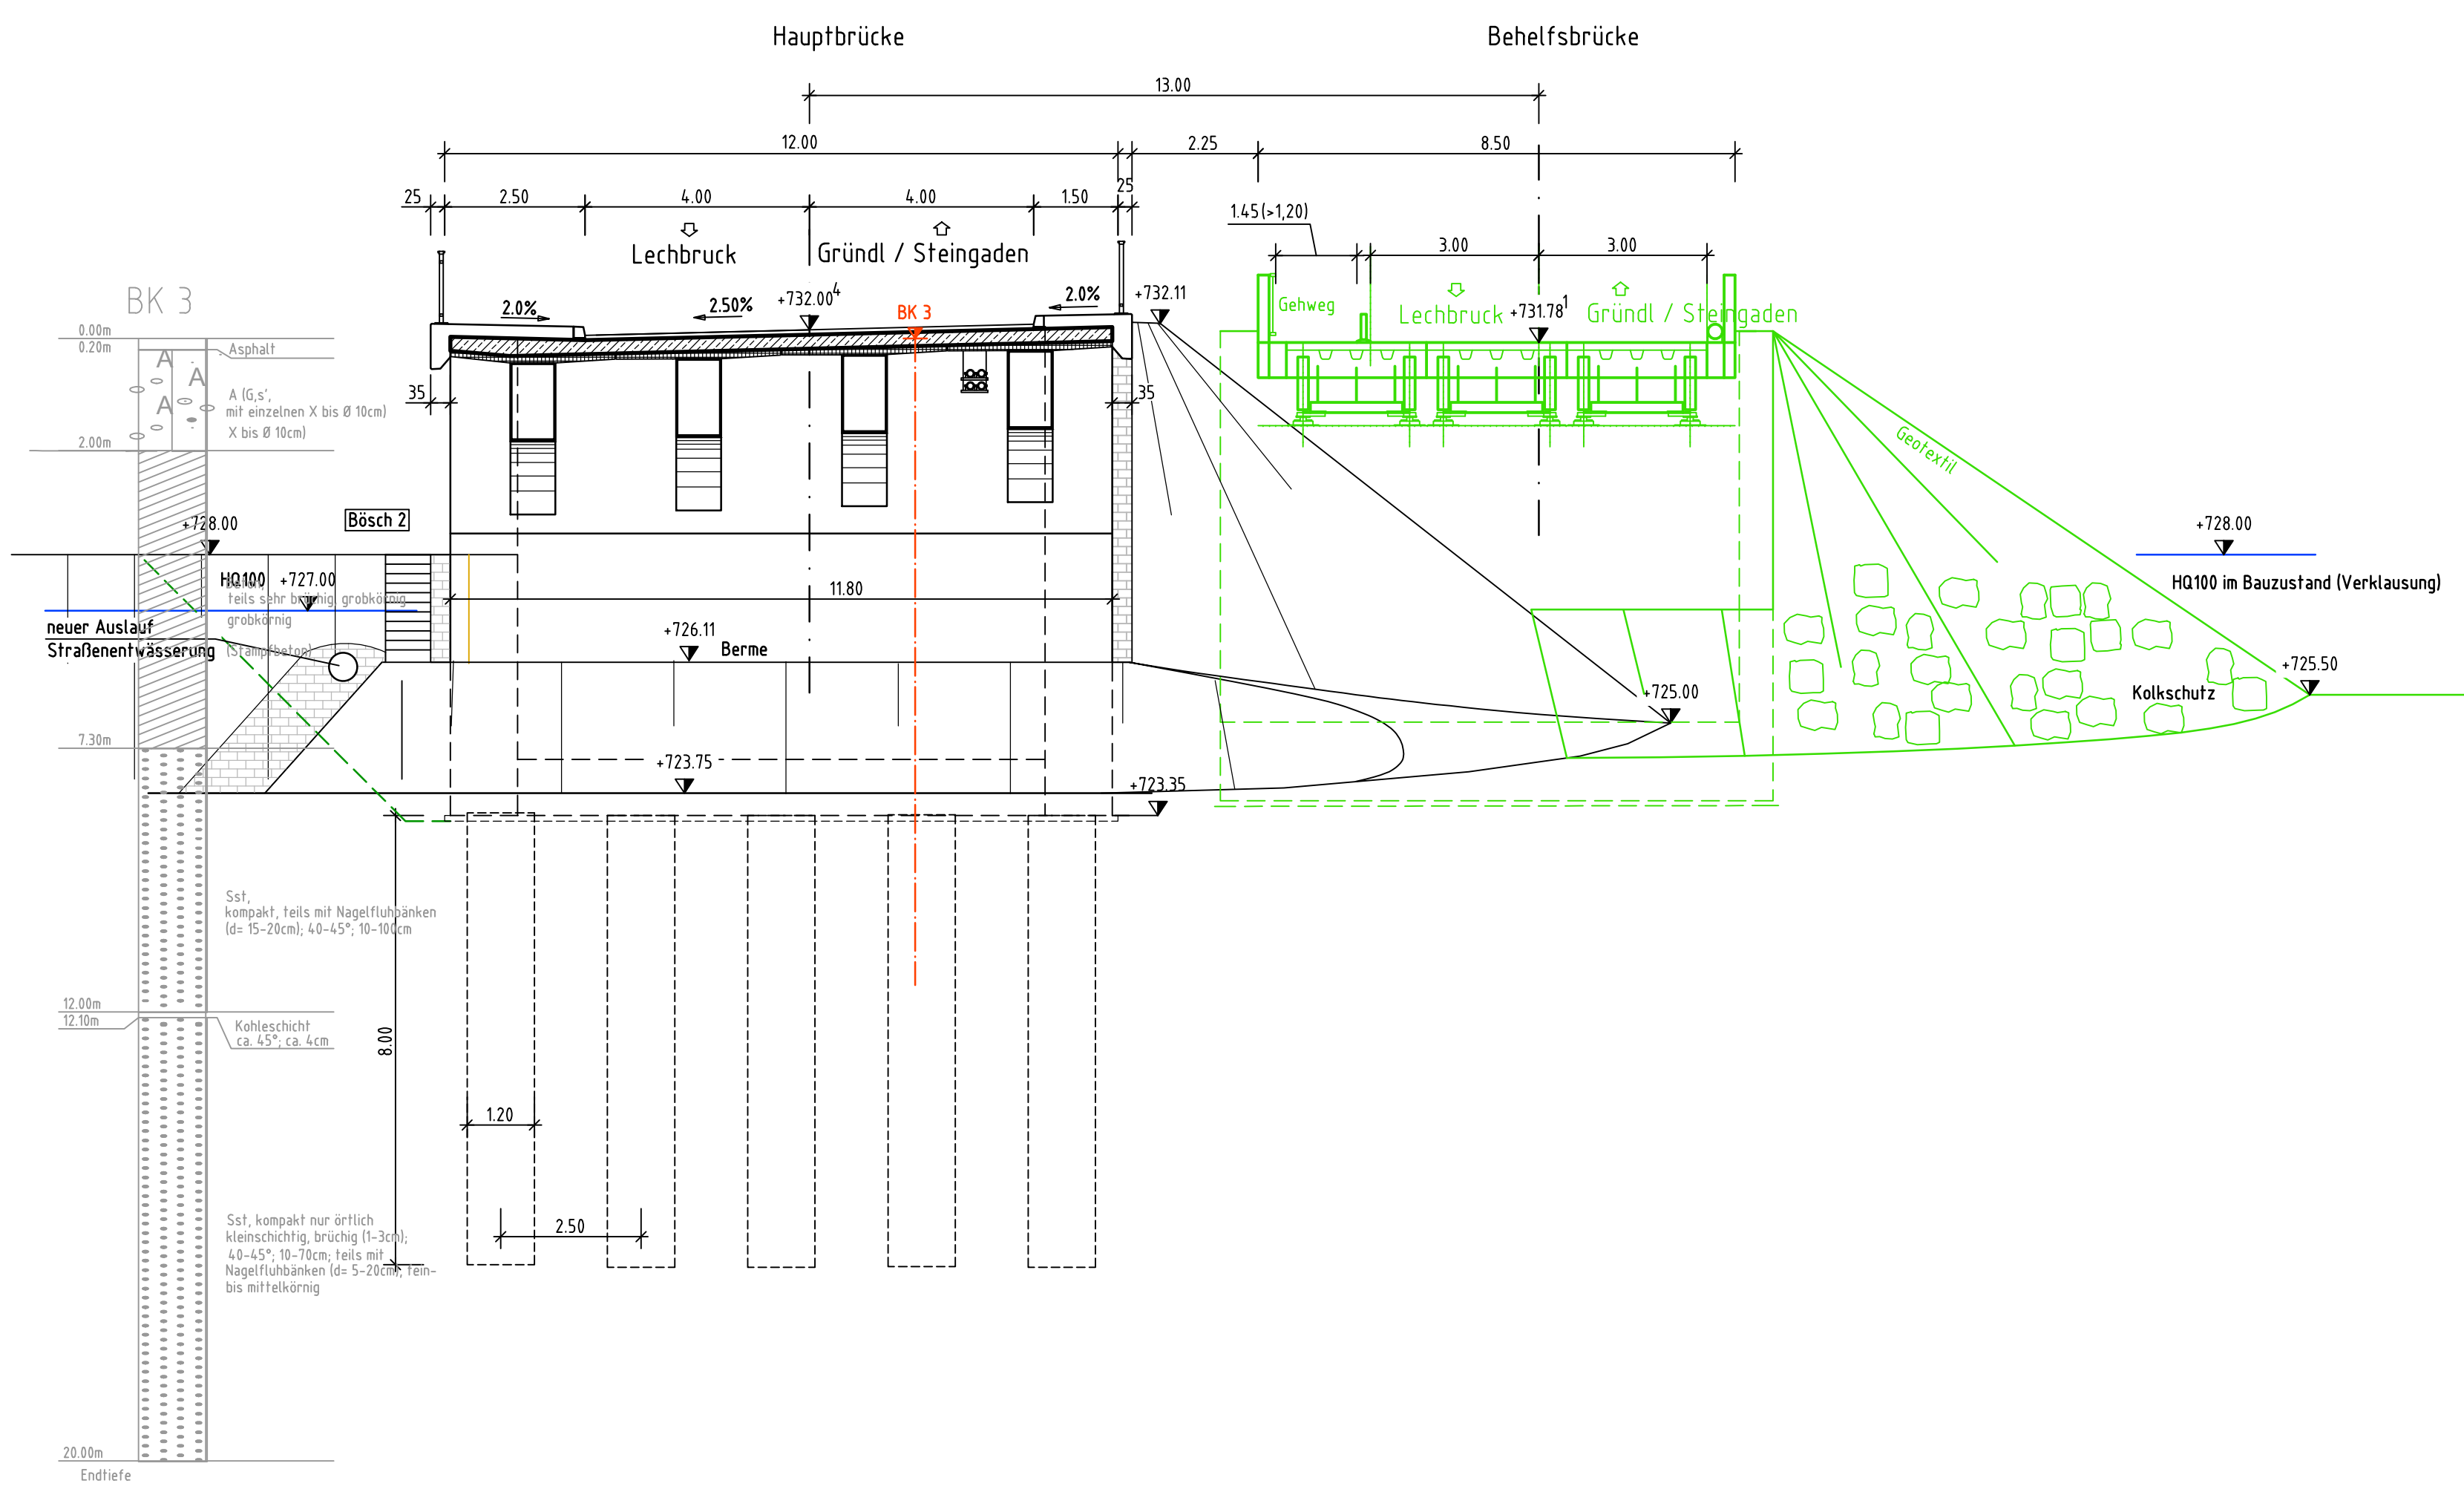 Hauptbrücke
Behelfsbrücke
13.00
12.00
2.25
8.50
25
2.50
4.00
4.00
1.50
25
1.45(>1,20)
3.00
3.00
Lechbruck
Gründl / Steingaden
2.0%
2.50%
+732.00⁴
BK 3
2.0%
+732.11
Gehweg
Lechbruck
+731.78¹
Gründl / Steingaden
BK 3
0.00m
0.20m
Asphalt
A
A
A
A (G,s',
mit einzelnen X bis Ø 10cm)
X bis Ø 10cm)
2.00m
35
35
Geotextil
+728.00
Bösch 2
+728.00
HQ100
+727.00
teils sehr brüchig, grobkörnig
grobkörnig
(Stampfbeton)
HQ100 im Bauzustand (Verklausung)
neuer Auslauf
Straßenentwässerung
11.80
+726.11
Berme
+725.50
+725.00
Kolkschutz
7.30m
+723.75
+723.35
Sst,
kompakt, teils mit Nagelfluhbänken
(d= 15-20cm); 40-45°; 10-100cm
12.00m
12.10m
Kohleschicht
ca. 45°; ca. 4cm
8.00
1.20
2.50
Sst, kompakt nur örtlich
kleinschichtig, brüchig (1-3cm);
40-45°; 10-70cm; teils mit
Nagelfluhbänken (d= 5-20cm), fein-
bis mittelkörnig
20.00m
Endtiefe